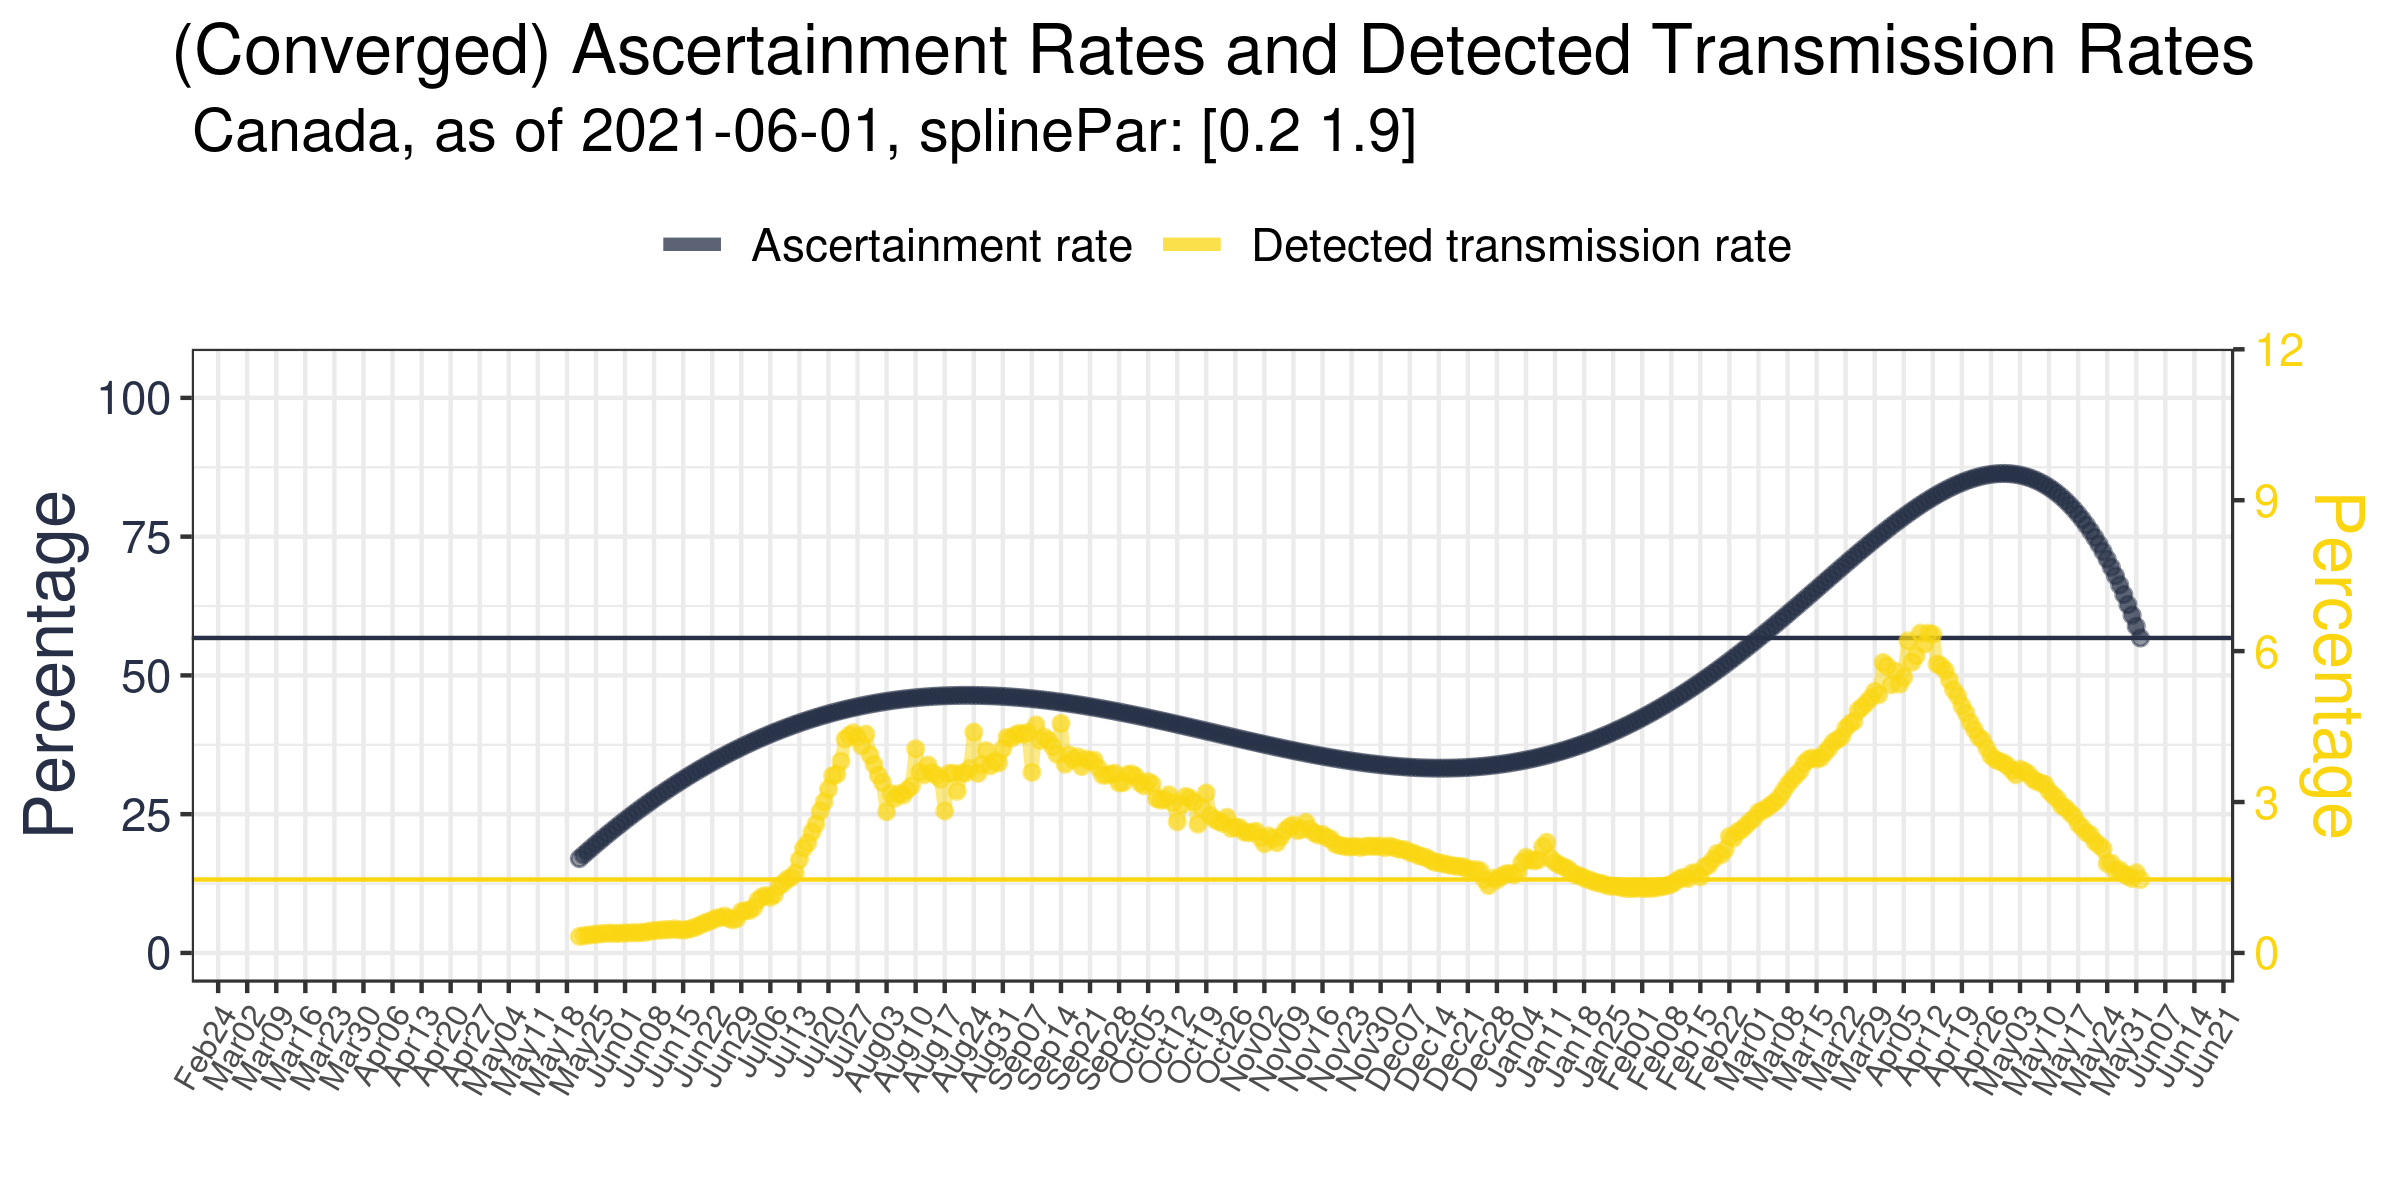 (Converged) Ascertainment Rates and Detected Transmission Rates
Canada, as of 2021-06-01, splinePar: [0.2 1.9]
Ascertainment rate
Detected transmission rate
Percentage
100
75
50
25
0
12
9
6
3
0
Percentage
Feb24
Mar02
Mar09
Mar16
Mar23
Mar30
Apr06
Apr13
Apr20
Apr27
May04
May11
May18
May25
Jun01
Jun08
Jun15
Jun22
Jun29
Jul06
Jul13
Jul20
Jul27
Aug03
Aug10
Aug17
Aug24
Aug31
Sep07
Sep14
Sep21
Sep28
Oct05
Oct12
Oct19
Oct26
Nov02
Nov09
Nov16
Nov23
Nov30
Dec07
Dec14
Dec21
Dec28
Jan04
Jan11
Jan18
Jan25
Feb01
Feb08
Feb15
Feb22
Mar01
Mar08
Mar15
Mar22
Mar29
Apr05
Apr12
Apr19
Apr26
May03
May10
May17
May24
May31
Jun07
Jun14
Jun21